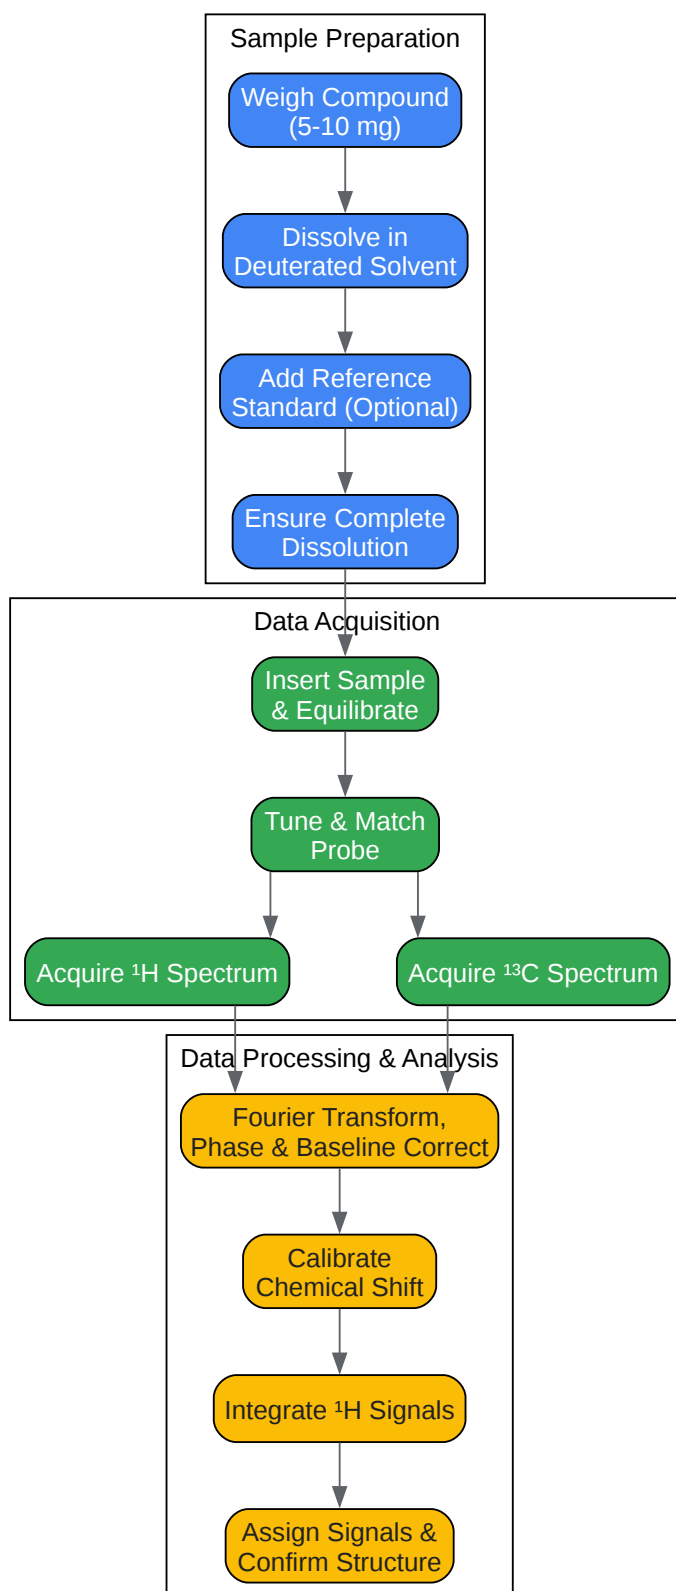 Sample Preparation
Weigh Compound
(5-10 mg)
Dissolve in
Deuterated Solvent
Add Reference
Standard (Optional)
Ensure Complete
Dissolution
Data Acquisition
Insert Sample
& Equilibrate
Tune & Match
Probe
Acquire ¹H Spectrum
Acquire ¹³C Spectrum
Data Processing & Analysis
Fourier Transform,
Phase & Baseline Correct
Calibrate
Chemical Shift
Integrate ¹H Signals
Assign Signals &
Confirm Structure